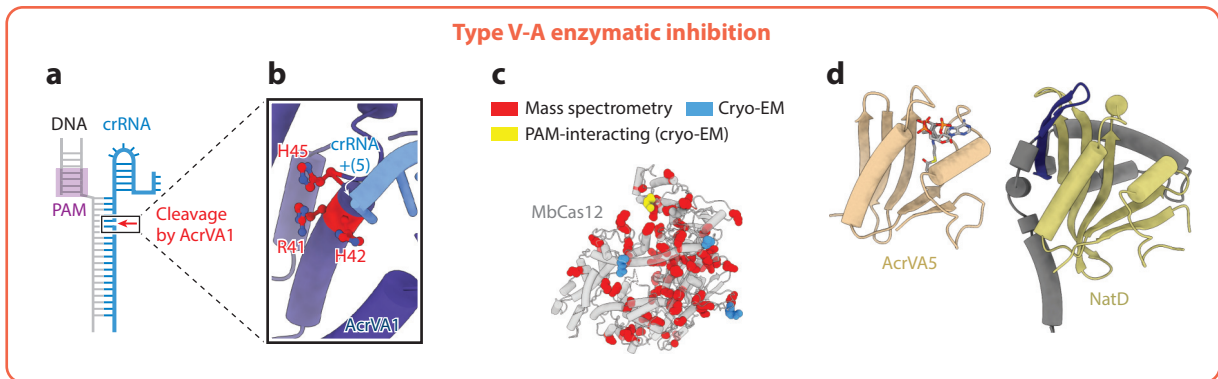 Type V-A enzymatic inhibition
a
DNA
crRNA
PAM
Cleavage
by AcrVA1
b
H45
crRNA
+(5)
R41
H42
AcrVA1
c
Mass spectrometry
Cryo-EM
PAM-interacting (cryo-EM)
MbCas12
d
AcrVA5
NatD